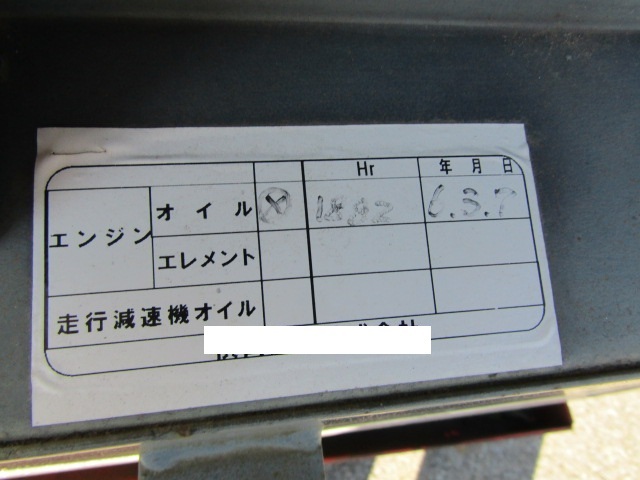 Hr 年 月 日
エンジン オイル ⊗ 6.3.7
エレメント
走行減速機オイル